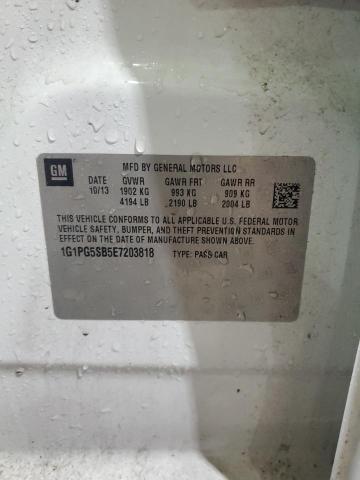 GM
MFD BY GENERAL MOTORS LLC
DATE GVWR GAWR FRT GAWR RR
10/13 1902 KG 993 KG 909 KG
4194 LB 2190 LB 2004 LB
THIS VEHICLE CONFORMS TO ALL APPLICABLE U.S. FEDERAL MOTOR
VEHICLE SAFETY, BUMPER, AND THEFT PREVENTION STANDARDS
IN EFFECT ON THE DATE OF MANUFACTURE SHOWN ABOVE.
1G1PG5SB5E7203818 TYPE: PASS CAR